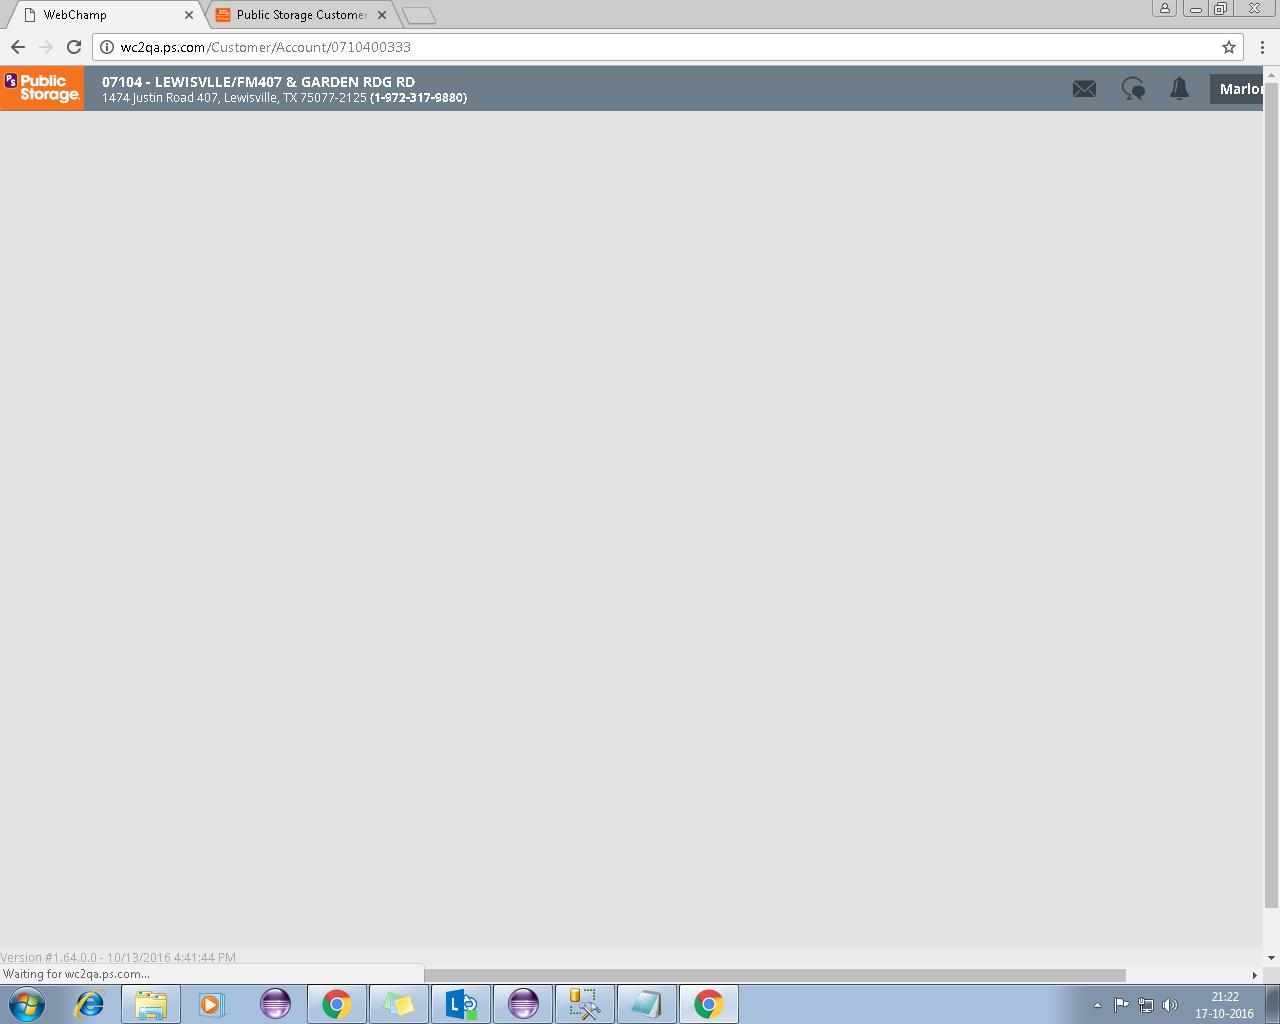 WebChamp
Public Storage Customer
wc2qa.ps.com/Customer/Account/0710400333
PS Public Storage.
07104 - LEWISVLLE/FM407 & GARDEN RDG RD
1474 Justin Road 407, Lewisville, TX 75077-2125 (1-972-317-9880)
Marlon
Version #1.64.0.0 - 10/13/2016 4:41:44 PM
Waiting for wc2qa.ps.com...
21:22
17-10-2016